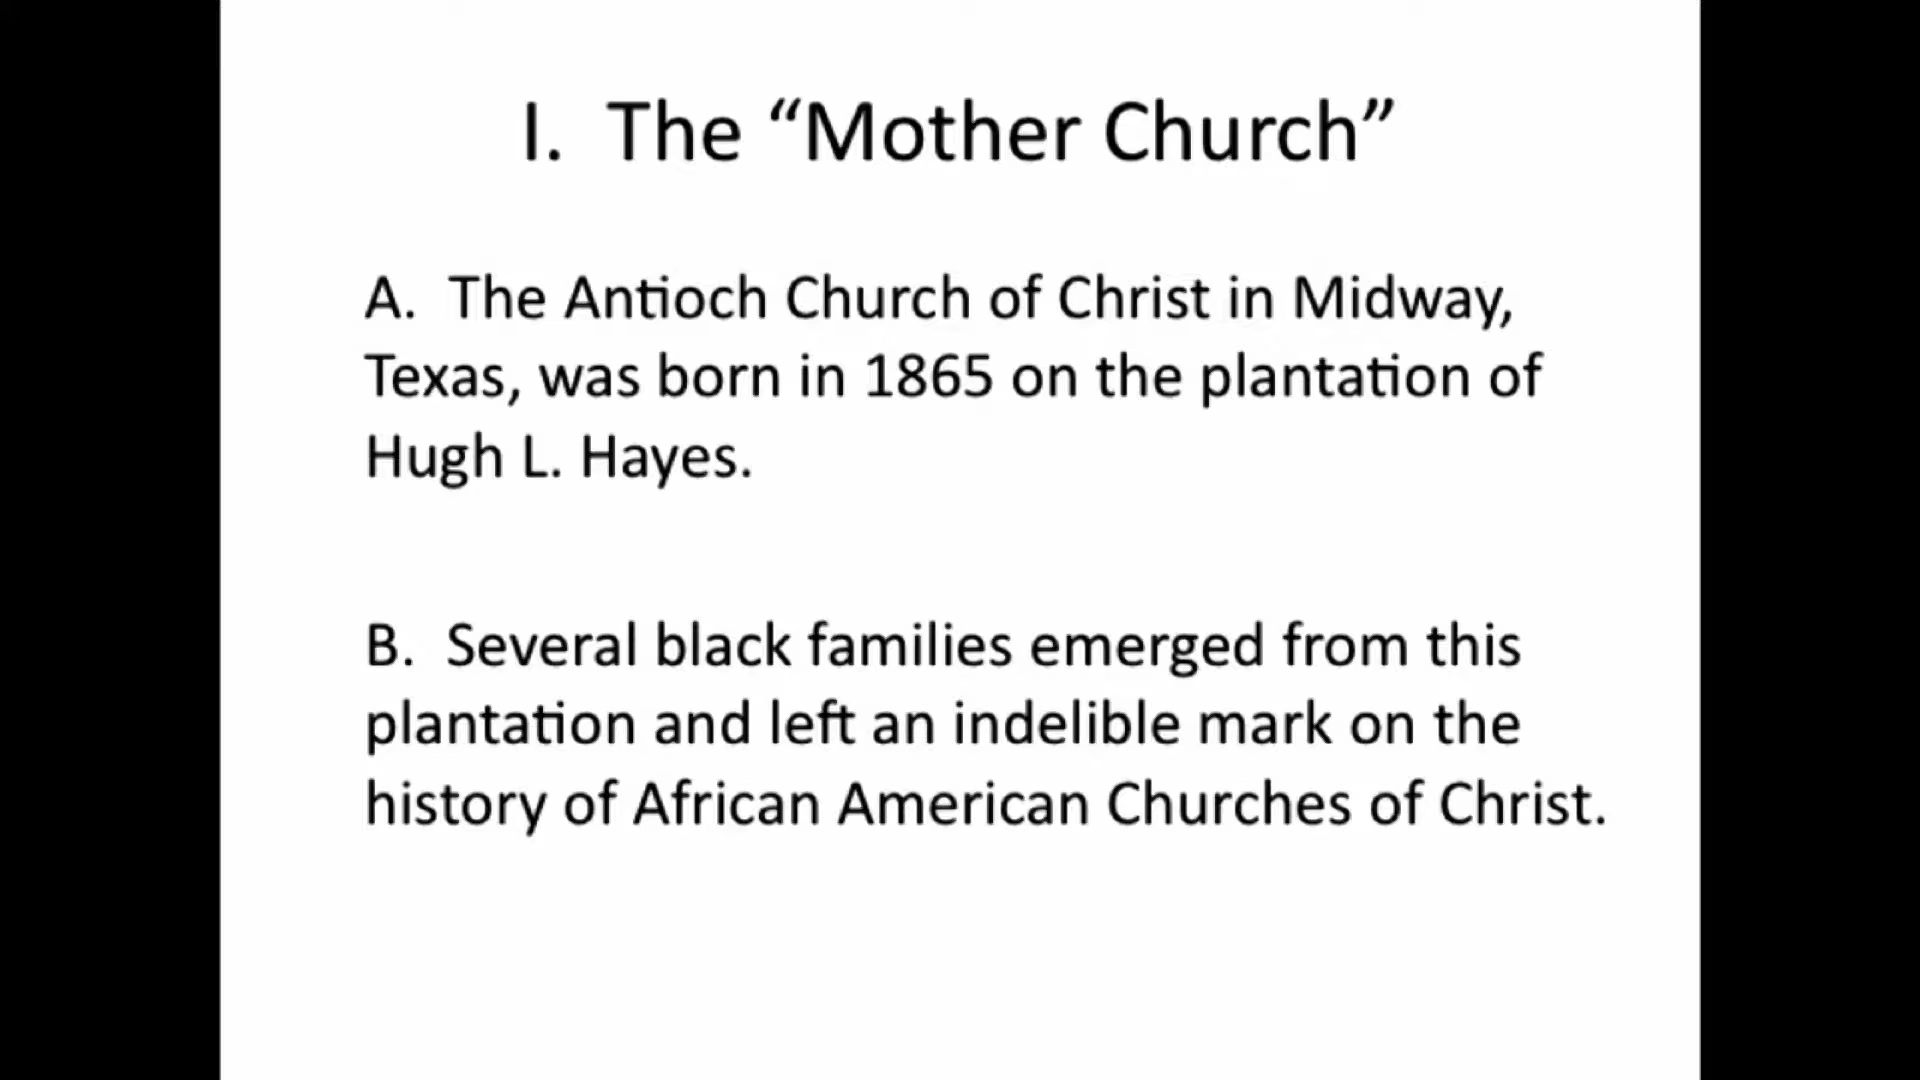 I. The “Mother Church”
A. The Antioch Church of Christ in Midway,
Texas, was born in 1865 on the plantation of
Hugh L. Hayes.
B. Several black families emerged from this
plantation and left an indelible mark on the
history of African American Churches of Christ.